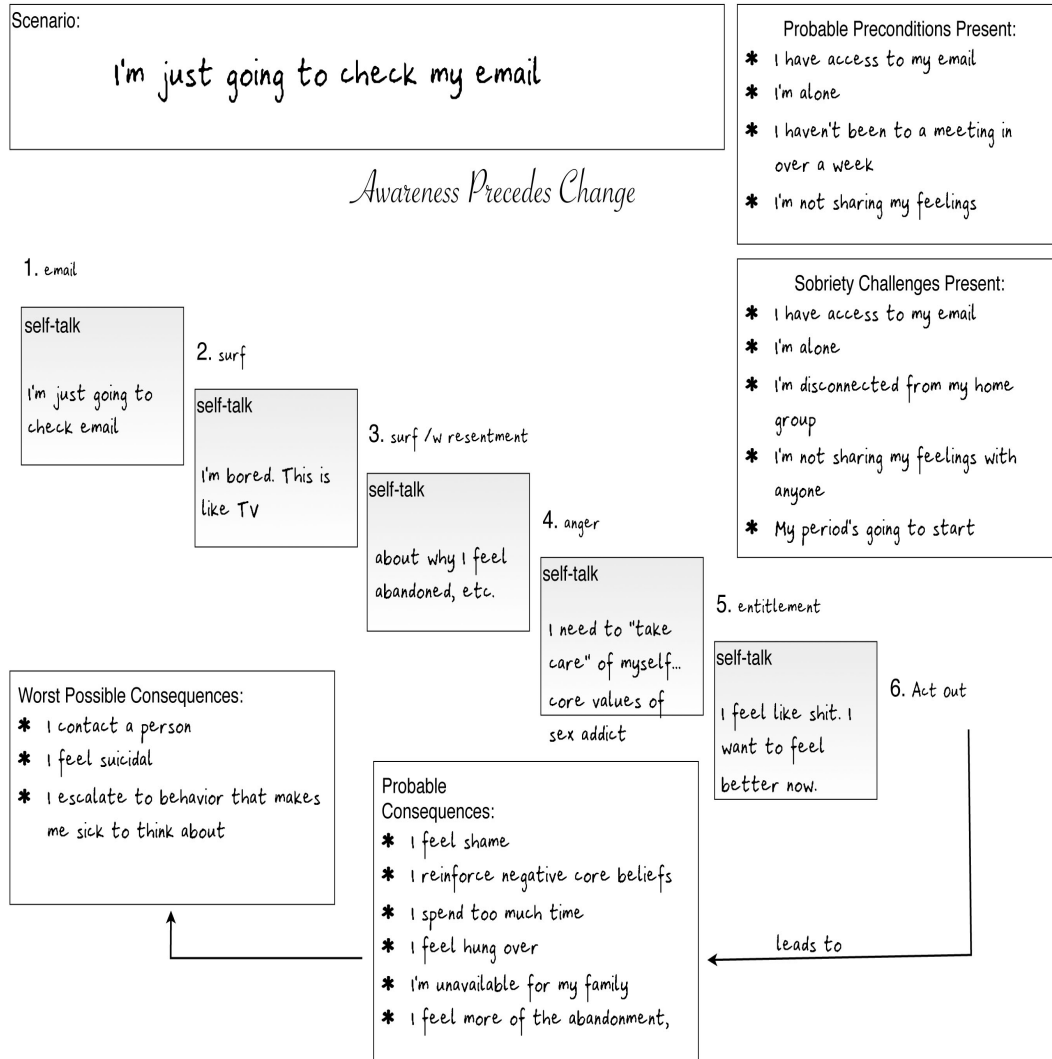 Scenario:
I'm just going to check my email
Probable Preconditions Present:
* I have access to my email
* I'm alone
* I haven't been to a meeting in
over a week
* I'm not sharing my feelings
Awareness Precedes Change
Sobriety Challenges Present:
* I have access to my email
* I'm alone
* I'm disconnected from my home
group
* I'm not sharing my feelings with
anyone
* My period's going to start
1. email
self-talk
I'm just going to
check email
2. surf
self-talk
I'm bored. This is
like TV
3. surf /w resentment
self-talk
about why I feel
abandoned, etc.
4. anger
self-talk
I need to "take
care" of myself...
core values of
sex addict
5. entitlement
self-talk
I feel like shit. I
want to feel
better now.
6. Act out
leads to
Probable
Consequences:
* I feel shame
* I reinforce negative core beliefs
* I spend too much time
* I feel hung over
* I'm unavailable for my family
* I feel more of the abandonment,
Worst Possible Consequences:
* I contact a person
* I feel suicidal
* I escalate to behavior that makes
me sick to think about